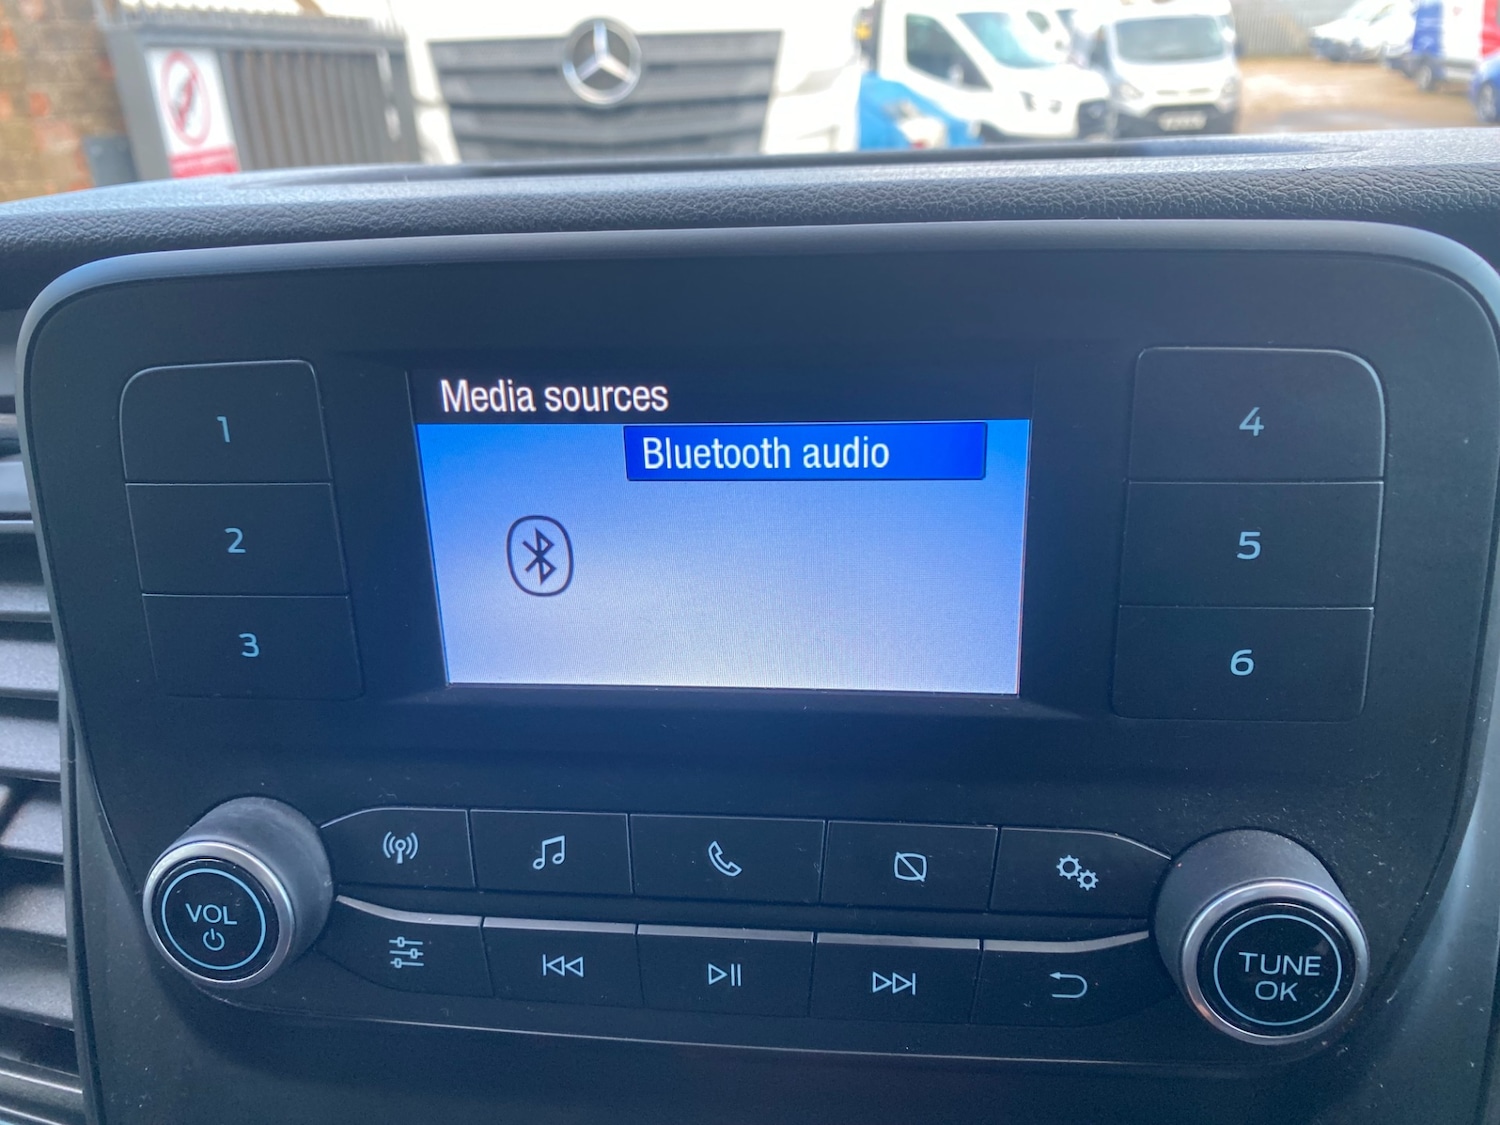 Media sources
Bluetooth audio
1
2
3
4
5
6
VOL
TUNE
OK